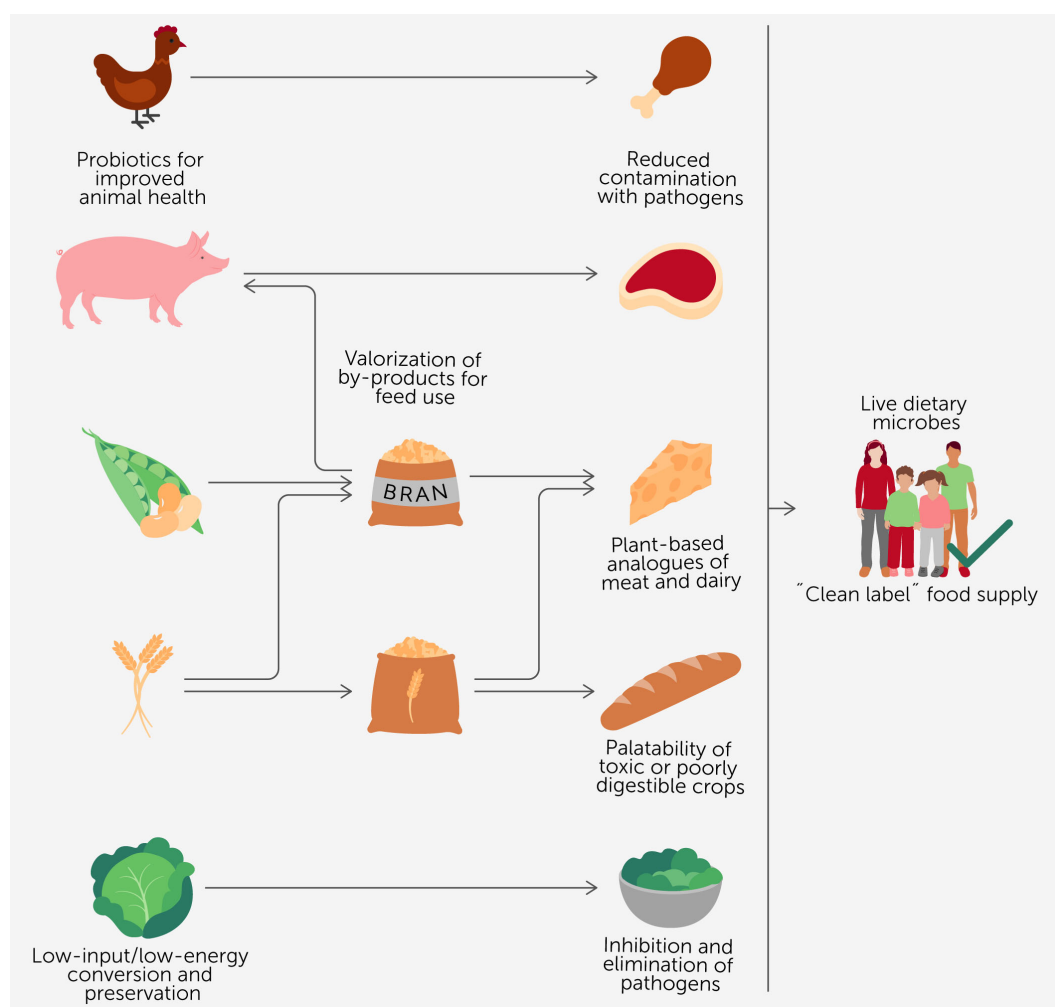 Probiotics for
improved
animal health
Reduced
contamination
with pathogens
Valorization of
by-products for
feed use
BRAN
Plant-based
analogues of
meat and dairy
Palatability of
toxic or poorly
digestible crops
Low-input/low-energy
conversion and
preservation
Inhibition and
elimination of
pathogens
Live dietary
microbes
˝Clean label˝ food supply